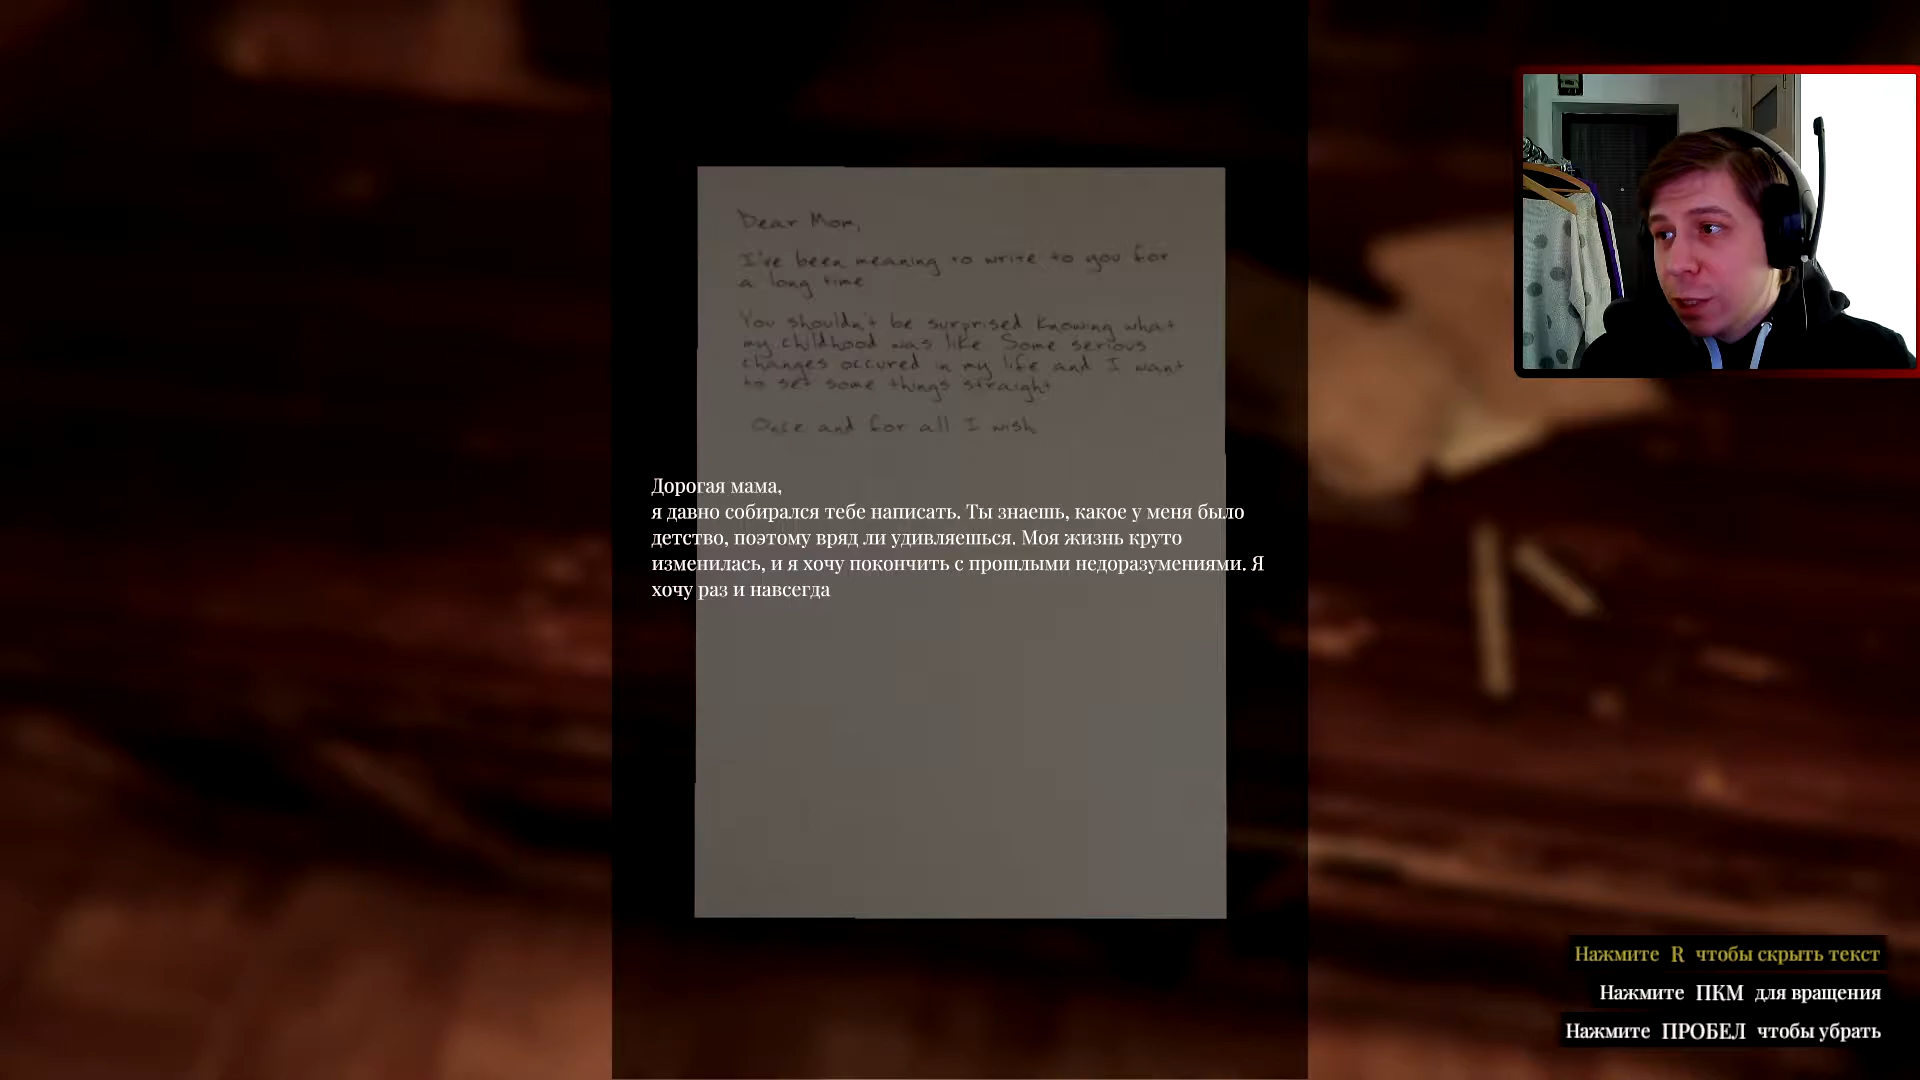 Dear Mom,
I've been meaning to write to you for
a long time
You shouldn't be surprised knowing what
my childhood was like Some serious
changes occured in my life and I want
to set some things straight
Once and for all I wish
Дорогая мама,
я давно собирался тебе написать. Ты знаешь, какое у меня было
детство, поэтому вряд ли удивляешься. Моя жизнь круто
изменилась, и я хочу покончить с прошлыми недоразумениями. Я
хочу раз и навсегда
Нажмите R чтобы скрыть текст
Нажмите ПКМ для вращения
Нажмите ПРОБЕЛ чтобы убрать